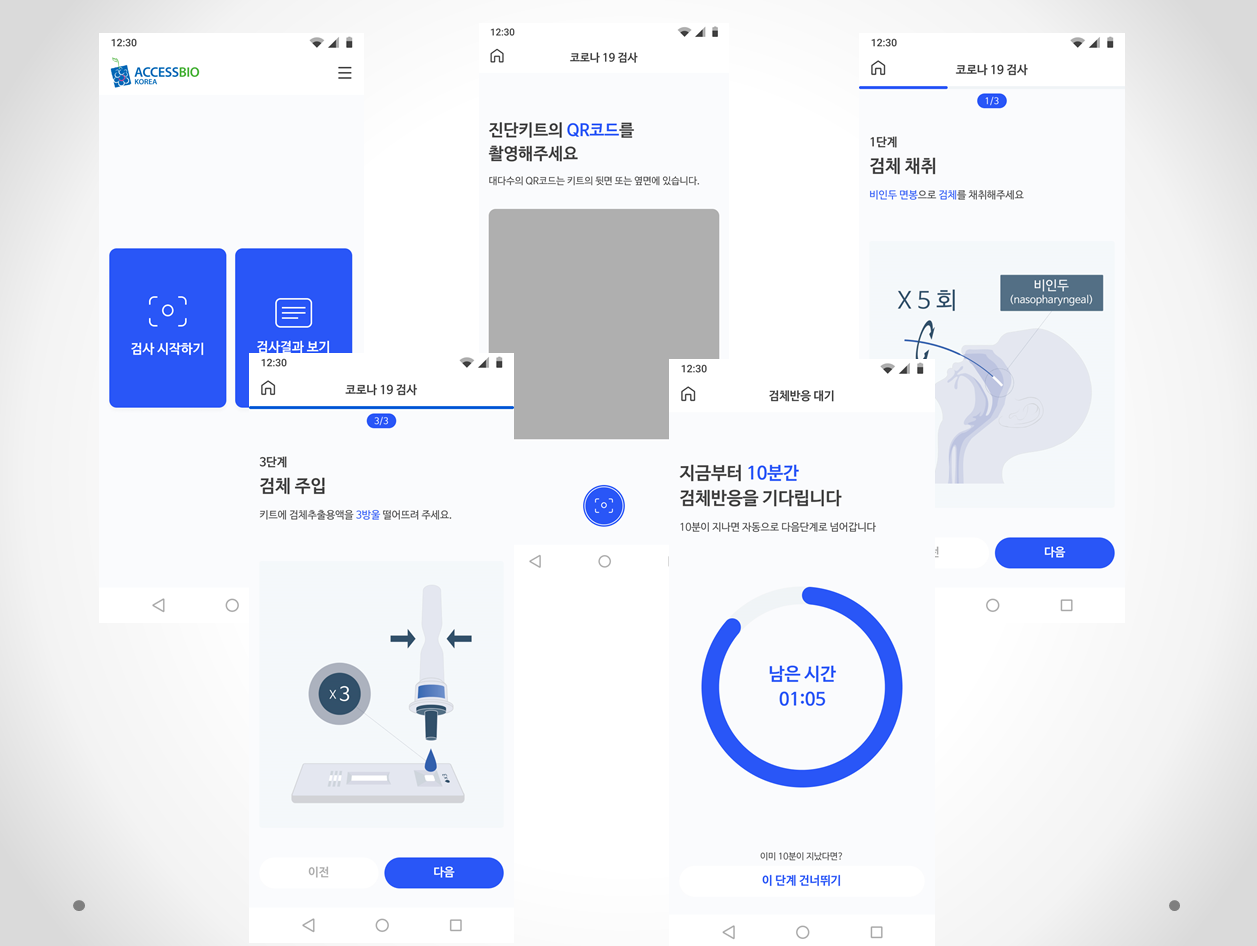 12:30
ACCESSBIO
KOREA
검사 시작하기
검사결과 보기
12:30
코로나 19 검사
진단키트의 QR코드를
촬영해주세요
대다수의 QR코드는 키트의 뒷면 또는 옆면에 있습니다.
12:30
코로나 19 검사
1/3
1단계
검체 채취
비인두 면봉으로 검체를 채취해주세요
X 5 회
비인두
(nasopharyngeal)
다음
12:30
코로나 19 검사
3/3
3단계
검체 주입
키트에 검체추출용액을 3방울 떨어뜨려 주세요.
x 3
이전
다음
12:30
검체반응 대기
지금부터 10분간
검체반응을 기다립니다
10분이 지나면 자동으로 다음단계로 넘어갑니다
남은 시간
01:05
이미 10분이 지났다면?
이 단계 건너뛰기